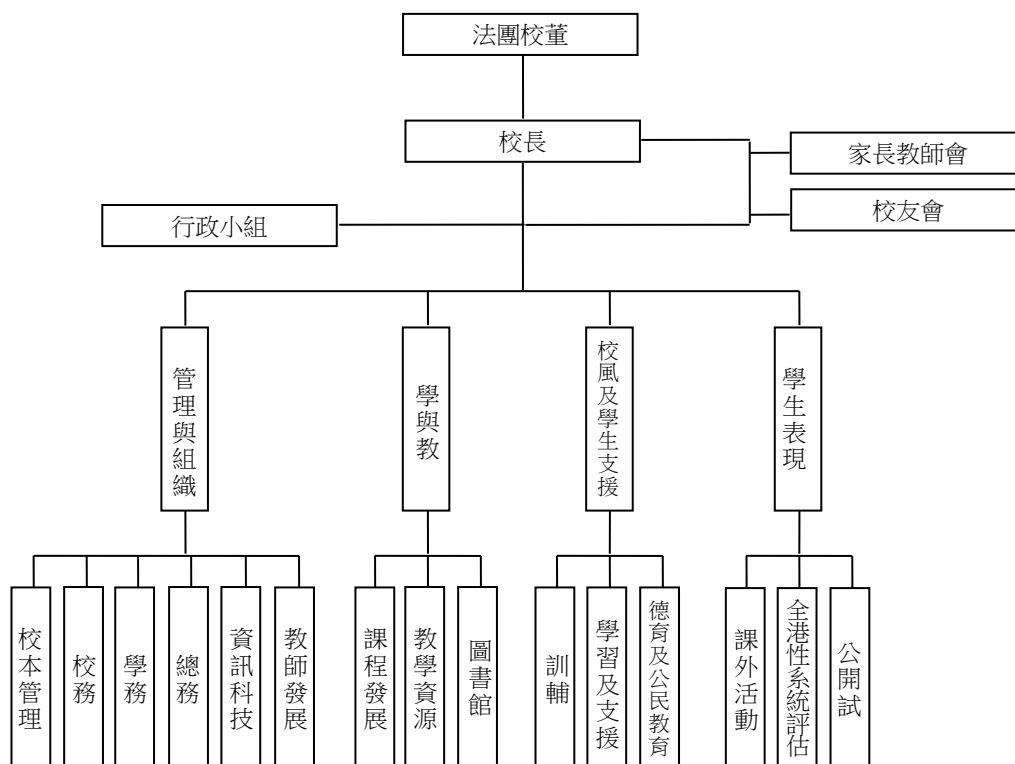 法團校董
校長
家長教師會
校友會
行政小組
管理與組織
學與教
校風及學生支援
學生表現
校本管理
校務
學務
總務
資訊科技
教師發展
課程發展
教學資源
圖書館
訓輔
學習及支援
德育及公民教育
課外活動
全港性系統評估
公開試